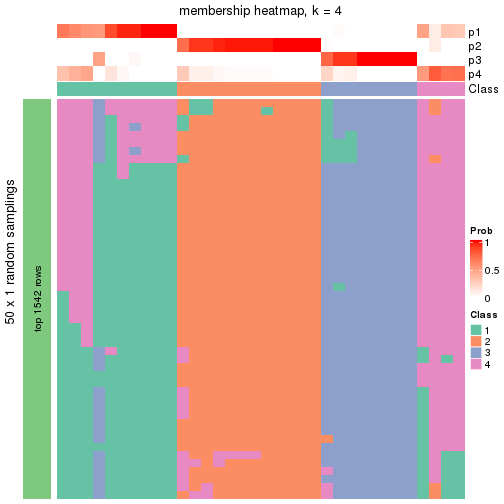 membership heatmap, k = 4
p1
p2
p3
p4
Class
50 x 1 random samplings
top 1542 rows
Prob
1
0.5
0
Class
1
2
3
4